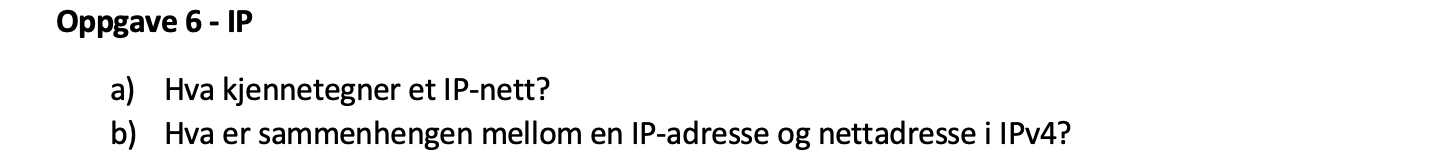 Oppgave 6 - IP
a) Hva kjennetegner et IP-nett?
b) Hva er sammenhengen mellom en IP-adresse og nettadresse i IPv4?